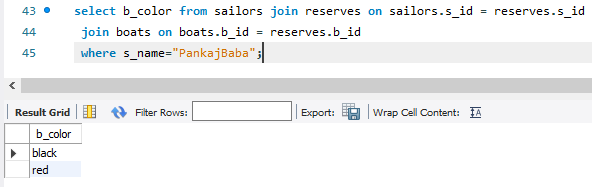 43 select b_color from sailors join reserves on sailors.s_id = reserves.s_id
44 join boats on boats.b_id = reserves.b_id
45 where s_name="PankajBaba";
Result Grid Filter Rows: Export: Wrap Cell Content: IA
b_color
black
red